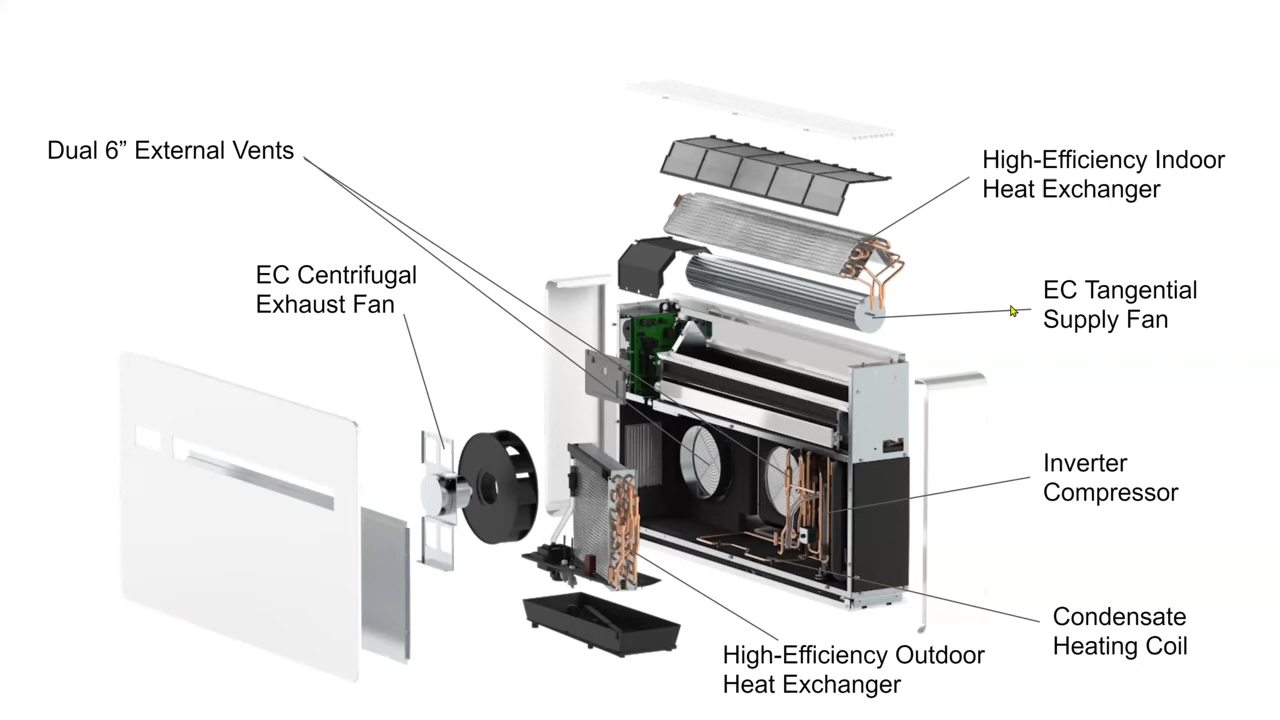 Dual 6” External Vents
High-Efficiency Indoor
Heat Exchanger
EC Centrifugal
Exhaust Fan
EC Tangential
Supply Fan
Inverter
Compressor
Condensate
Heating Coil
High-Efficiency Outdoor
Heat Exchanger